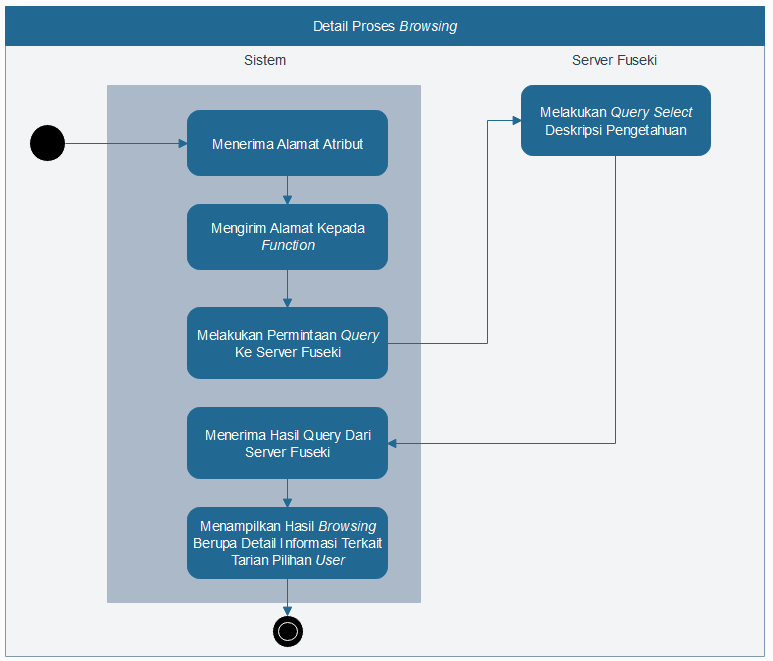 Detail Proses Browsing
Sistem
Server Fuseki
Menerima Alamat Atribut
Mengirim Alamat Kepada
Function
Melakukan Permintaan Query
Ke Server Fuseki
Melakukan Query Select
Deskripsi Pengetahuan
Menerima Hasil Query Dari
Server Fuseki
Menampilkan Hasil Browsing
Berupa Detail Informasi Terkait
Tarian Pilihan User